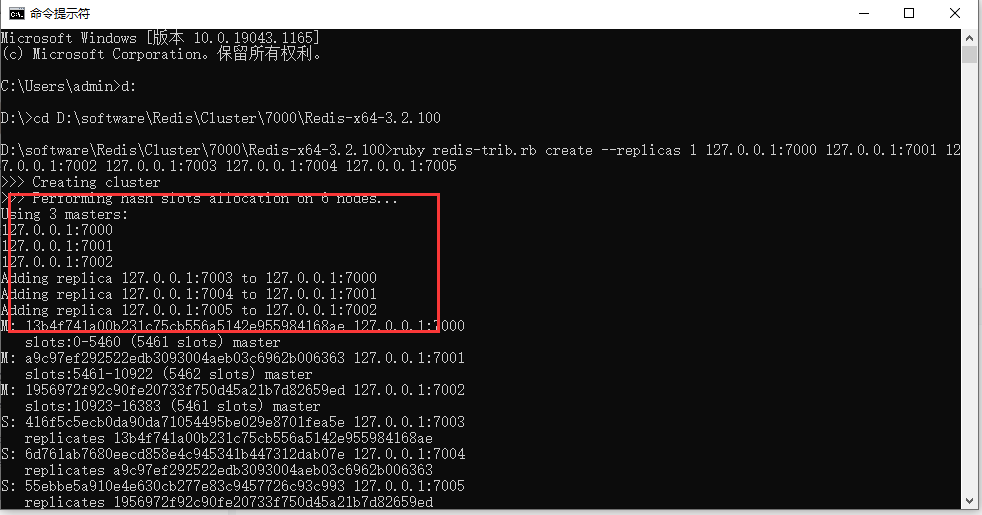 命令提示符
Microsoft Windows [版本 10.0.19043.1165]
(c) Microsoft Corporation。保留所有权利。
C:\Users\admin>d:
D:\>cd D:\software\Redis\Cluster\7000\Redis-x64-3.2.100
D:\software\Redis\Cluster\7000\Redis-x64-3.2.100>ruby redis-trib.rb create --replicas 1 127.0.0.1:7000 127.0.0.1:7001 12
7.0.0.1:7002 127.0.0.1:7003 127.0.0.1:7004 127.0.0.1:7005
>>> Creating cluster
>>> Performing hash slots allocation on 6 nodes...
Using 3 masters:
127.0.0.1:7000
127.0.0.1:7001
127.0.0.1:7002
Adding replica 127.0.0.1:7003 to 127.0.0.1:7000
Adding replica 127.0.0.1:7004 to 127.0.0.1:7001
Adding replica 127.0.0.1:7005 to 127.0.0.1:7002
M: 13b4f741a00b231c75cb556a5142e955984168ae 127.0.0.1:7000
slots:0-5460 (5461 slots) master
M: a9c97ef292522edb3093004aeb03c6962b006363 127.0.0.1:7001
slots:5461-10922 (5462 slots) master
M: 1956972f92c90fe20733f750d45a21b7d82659ed 127.0.0.1:7002
slots:10923-16383 (5461 slots) master
S: 416f5c5ecb0da90da71054495be029e8701fea5e 127.0.0.1:7003
replicates 13b4f741a00b231c75cb556a5142e955984168ae
S: 6d761ab7680eecd858e4c945341b447312dab07e 127.0.0.1:7004
replicates a9c97ef292522edb3093004aeb03c6962b006363
S: 55ebbe5a910e4e630cb277e83c9457726c93c993 127.0.0.1:7005
replicates 1956972f92c90fe20733f750d45a21b7d82659ed